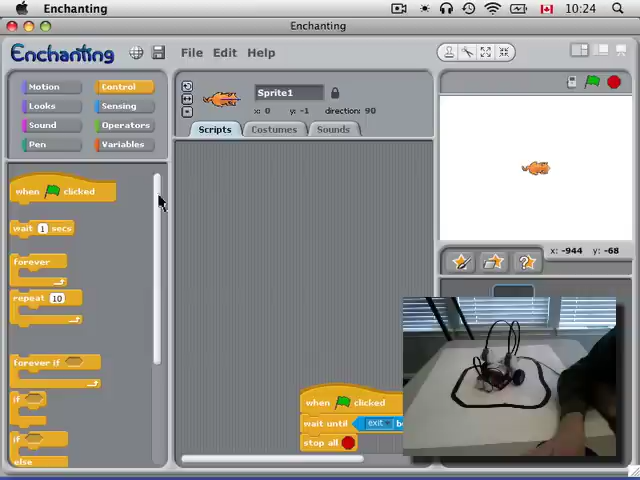 Enchanting
10:24
Enchanting
Enchanting
File Edit Help
Motion Control
Looks Sensing
Sound Operators
Pen Variables
Sprite1
x: 0 y: -1 direction: 90
Scripts Costumes Sounds
when clicked
wait 1 secs
forever
repeat 10
forever if
if
if
else
x: -944 y: -68
when clicked
wait until exit
stop all